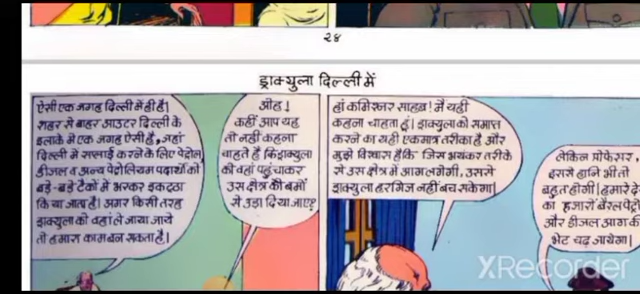 २४
ड्राक्युला दिल्ली में
ऐसी एक जगह दिल्ली में ही है।
शहर से बाहर आउटर दिल्ली के
इलाके में एक जगह ऐसी है, जहां
दिल्ली में सप्लाई करने के लिए पेट्रोल,
डीजल व अन्य पेट्रोलियम पदार्थों को
बड़े-बड़े टैंकों में भरकर इकट्ठा
किया जाता है। अगर किसी तरह
ड्राक्युला को वहां ले जाया जाये
तो हमारा काम बन सकता है।
ओह!
कहीं आप यह
तो नहीं कहना
चाहते हैं कि ड्राक्युला
को वहां पहुंचाकर
उस क्षेत्र को बमों
से उड़ा दिया जाए?
हां कमिश्नर साहब! मैं यही
कहना चाहता हूं। ड्राक्युला को समाप्त
करने का यही एकमात्र तरीका है और
मुझे विश्वास है कि जिस भयंकर तरीके
से उस क्षेत्र में आग लगेगी, उससे
ड्राक्युला हरगिज नहीं बच सकेगा।
लेकिन प्रोफेसर,
इससे हानि भी तो
बहुत होगी। हमारे दे
का हजारों बैरल पेट्रो
और डीजल आग की
भेंट चढ़ जायेगा।
XRecorder